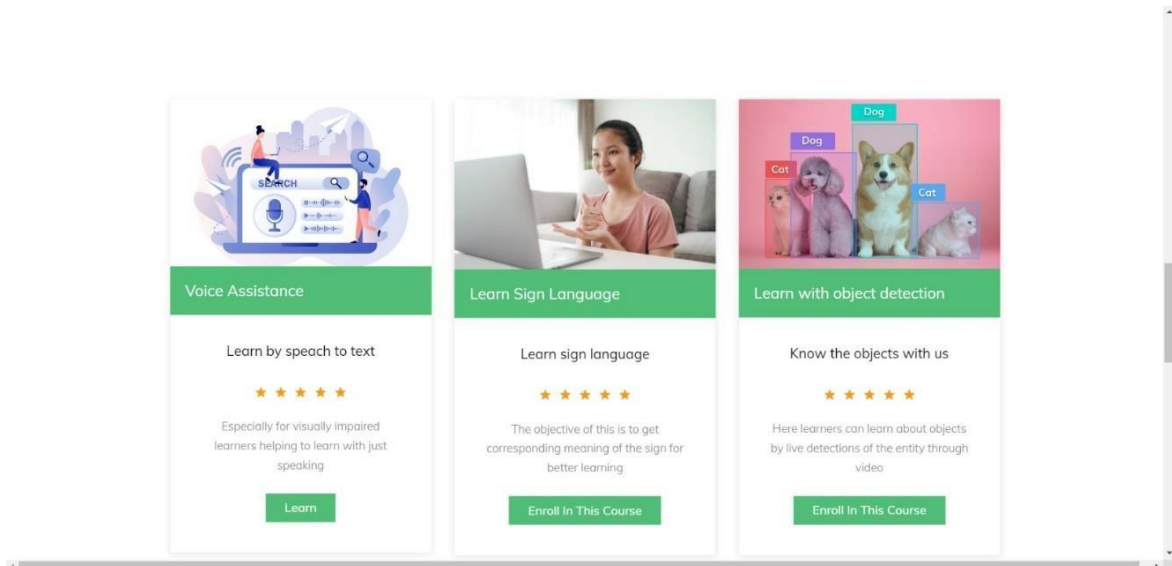 SEARCH
Voice Assistance
Learn by speach to text
Especially for visually impaired
learners helping to learn with just
speaking
Learn
Learn Sign Language
Learn sign language
The objective of this is to get
corresponding meaning of the sign for
better learning
Enroll In This Course
Dog
Dog
Cat
Cat
Learn with object detection
Know the objects with us
Here learners can learn about objects
by live detections of the entity through
video
Enroll In This Course